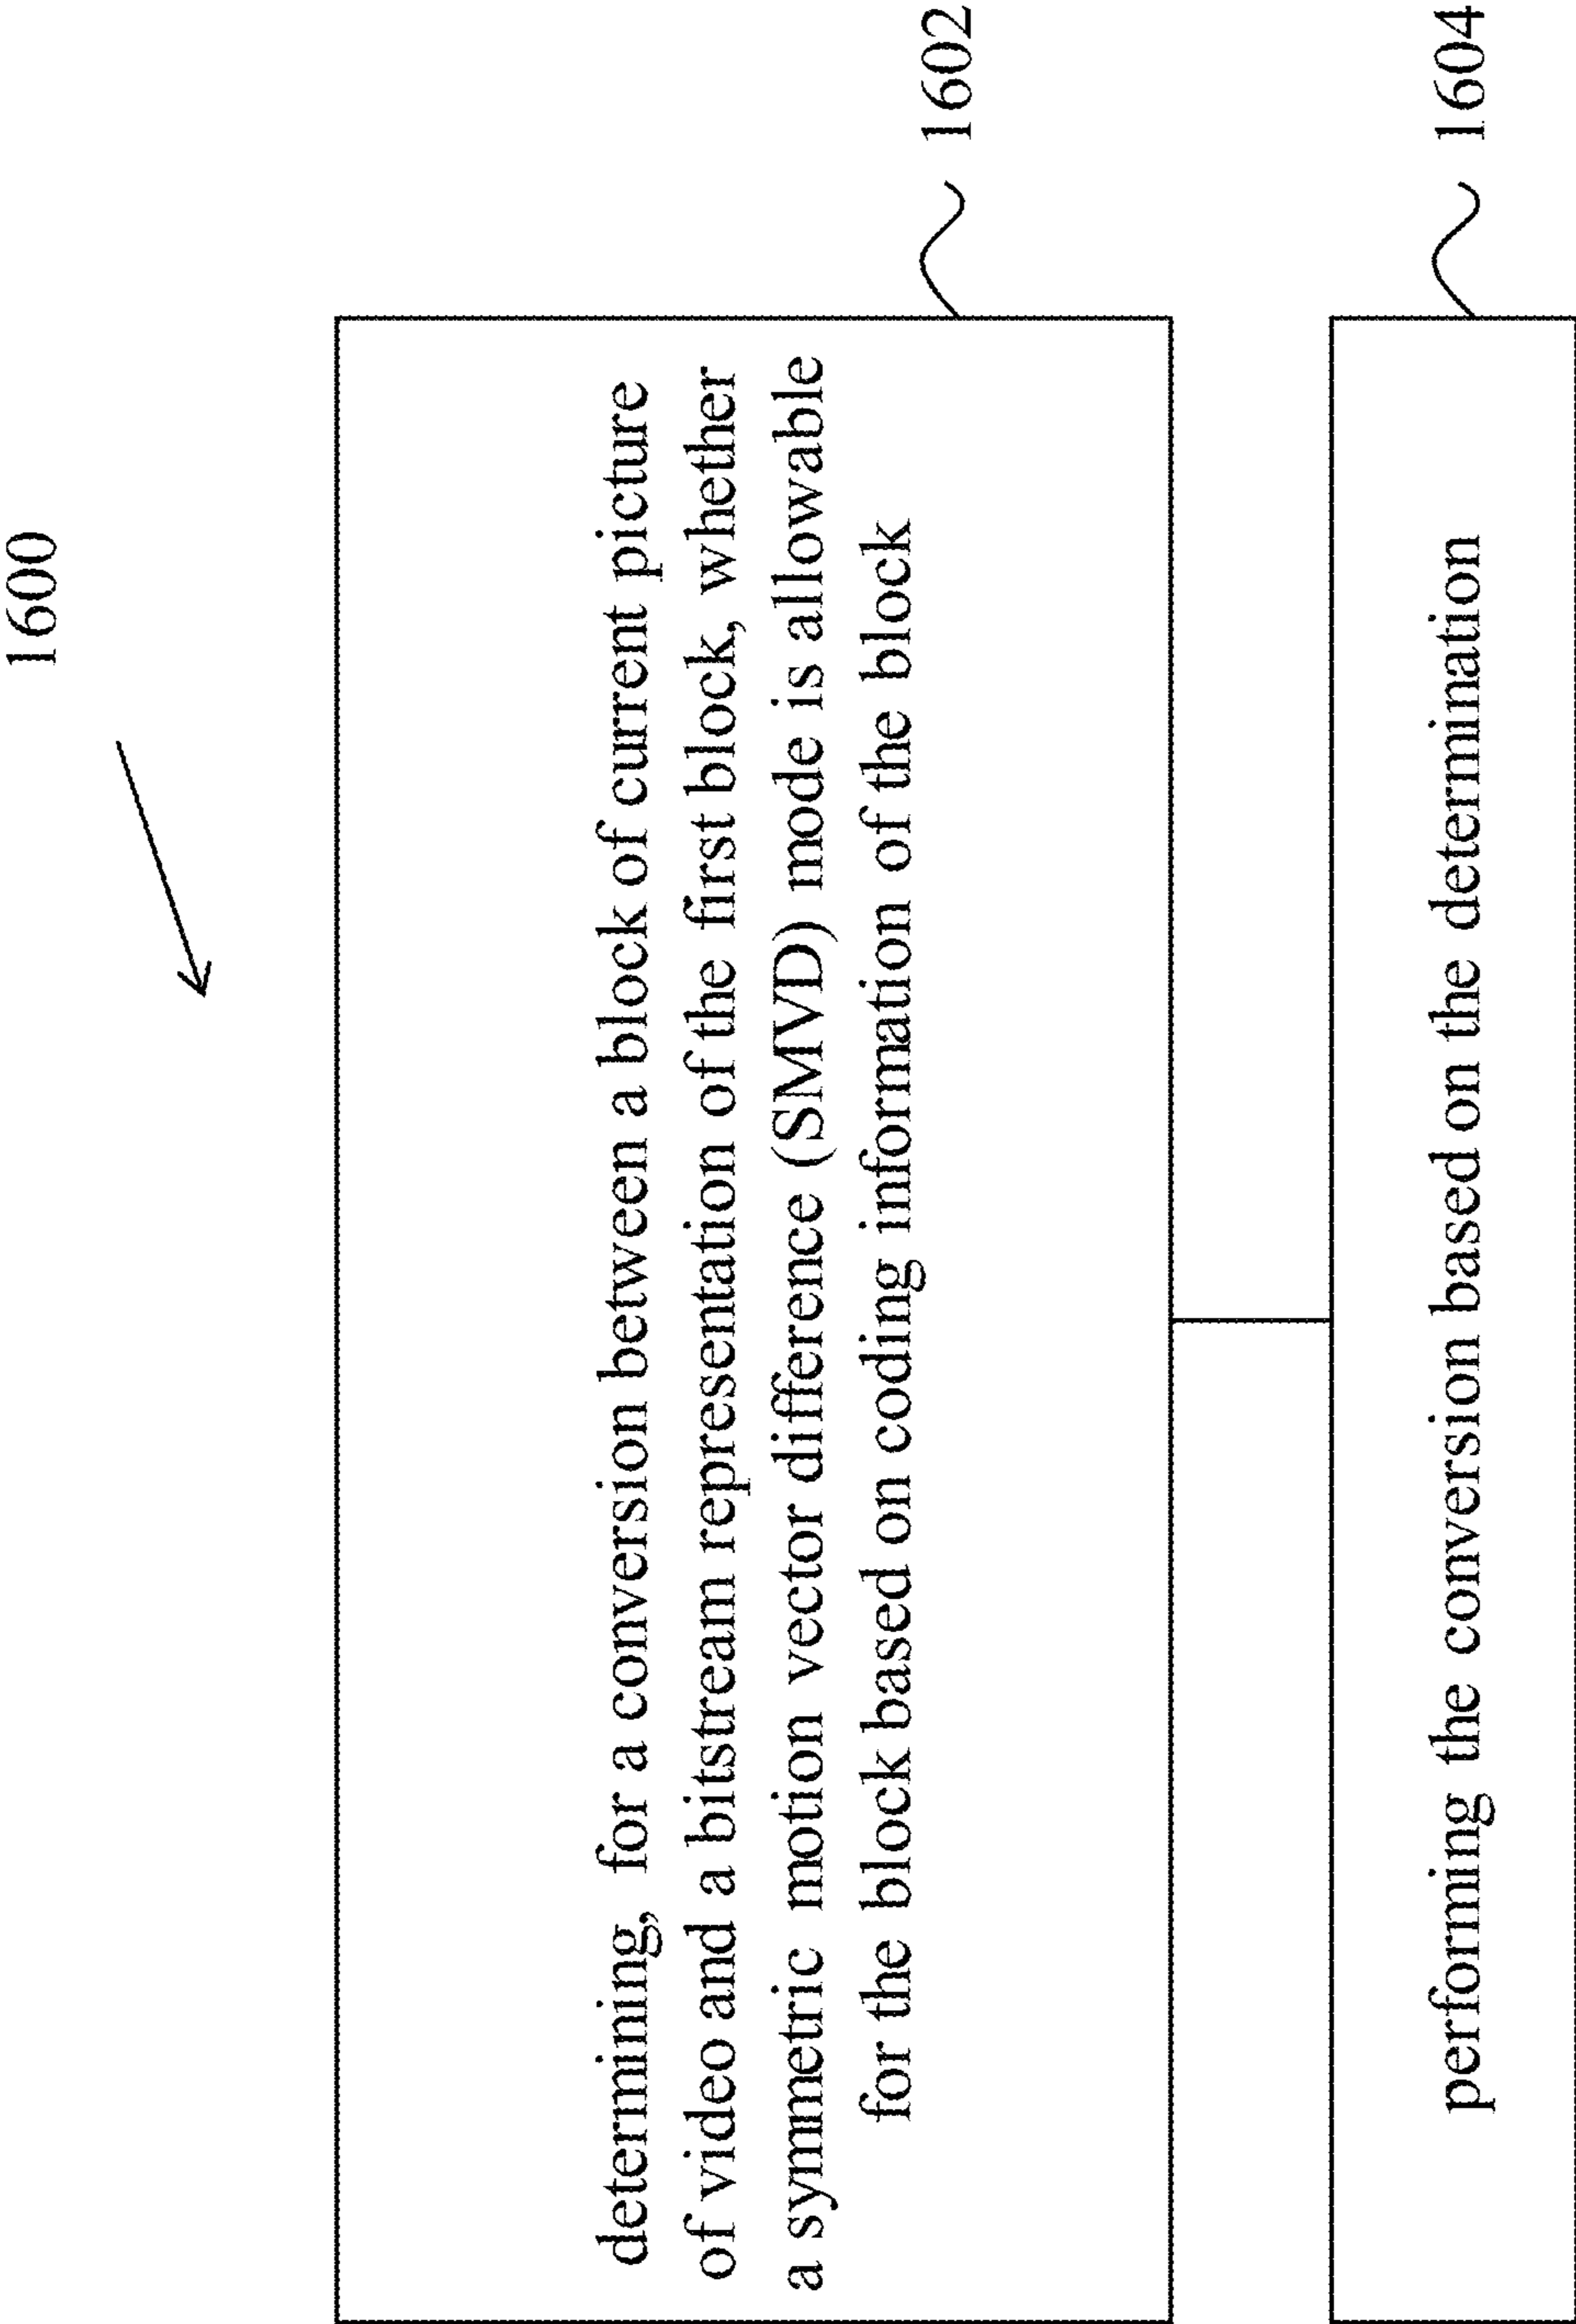 1600
determining, for a conversion between a block of current picture
of video and a bitstream representation of the first block, whether
a symmetric motion vector difference (SMVD) mode is allowable
for the block based on coding information of the block
1602
performing the conversion based on the determination
1604